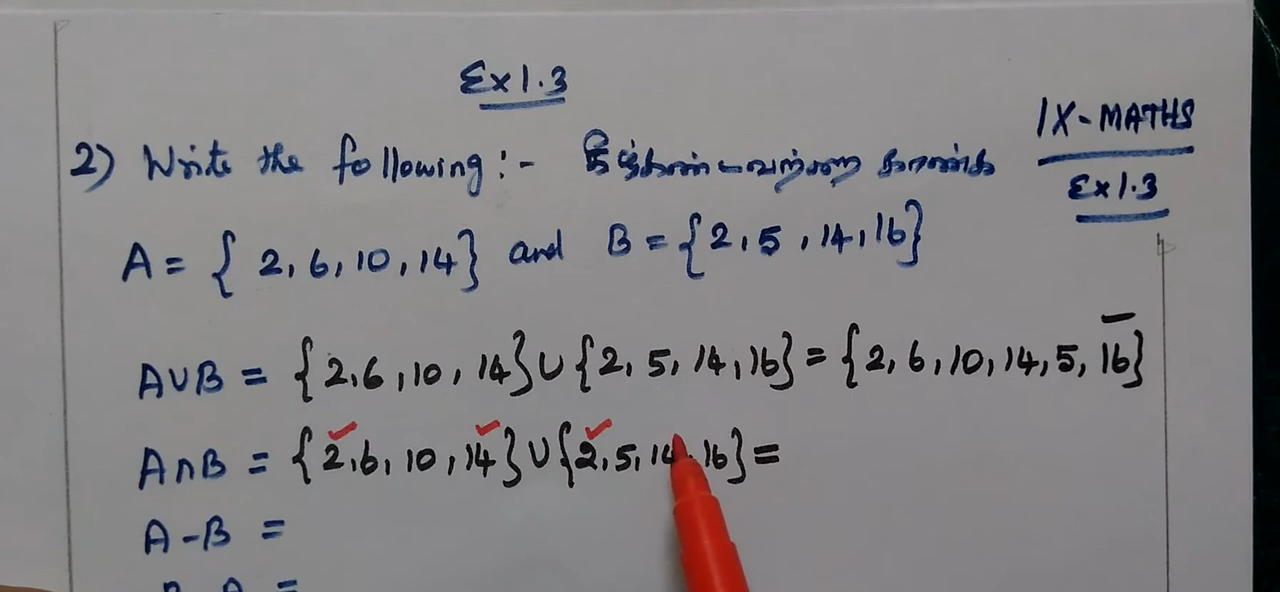 Ex 1.3
IX-MATHS
Ex 1.3
2) Write the following :- காண்க
A = { 2, 6, 10, 14} and B = {2, 5, 14, 16}
A∪B = {2, 6, 10, 14} ∪ {2, 5, 14, 16} = {2, 6, 10, 14, 5, 16}
A∩B = {2, 6, 10, 14} ∪ {2, 5, 14, 16} =
A - B =
B - A =